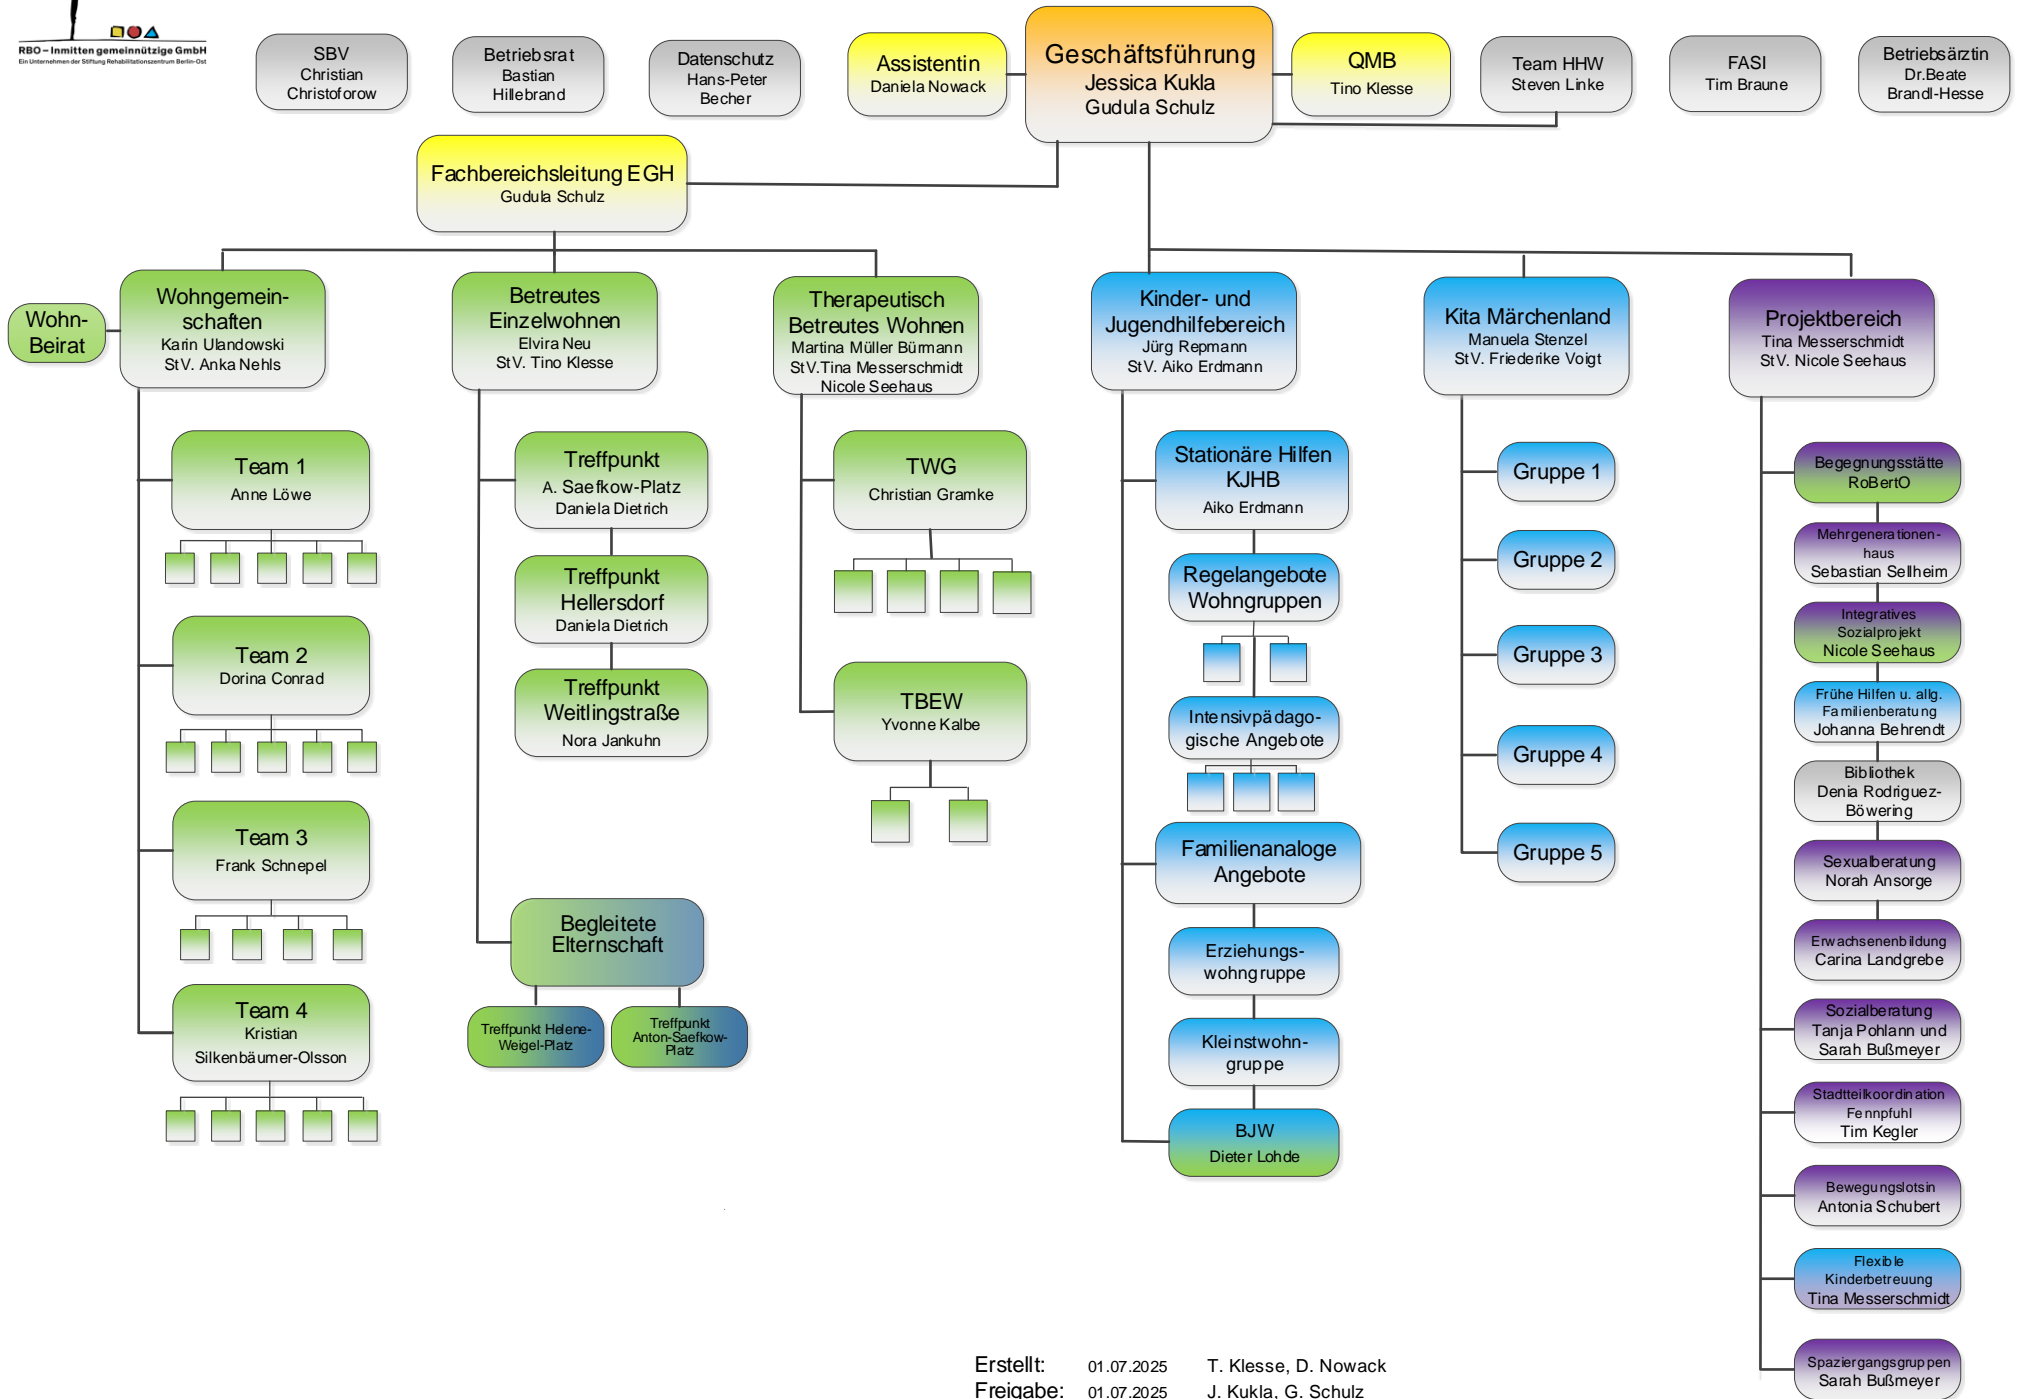 RBO – Inmitten gemeinnützige GmbH
Ein Unternehmen der Stiftung Rehabilitationszentrum Berlin-Ost
SBV
Christian
Christoforow
Betriebsrat
Bastian
Hillebrand
Datenschutz
Hans-Peter
Becher
Assistentin
Daniela Nowack
Geschäftsführung
Jessica Kukla
Gudula Schulz
QMB
Tino Klesse
Team HHW
Steven Linke
FASI
Tim Braune
Betriebsärztin
Dr.Beate
Brandl-Hesse
Fachbereichsleitung EGH
Gudula Schulz
Wohn-
Beirat
Wohngemein-
schaften
Karin Ulandowski
StV. Anka Nehls
Team 1
Anne Löwe
Team 2
Dorina Conrad
Team 3
Frank Schnepel
Team 4
Kristian
Silkenbäumer-Olsson
Betreutes
Einzelwohnen
Elvira Neu
StV. Tino Klesse
Treffpunkt
A. Saefkow-Platz
Daniela Dietrich
Treffpunkt
Hellersdorf
Daniela Dietrich
Treffpunkt
Weitlingstraße
Nora Jankuhn
Begleitete
Elternschaft
Treffpunkt Helene-
Weigel-Platz
Treffpunkt
Anton-Saefkow-
Platz
Therapeutisch
Betreutes Wohnen
Martina Müller Bürmann
StV.Tina Messerschmidt
Nicole Seehaus
TWG
Christian Gramke
TBEW
Yvonne Kalbe
Kinder- und
Jugendhilfebereich
Jürg Repmann
StV. Aiko Erdmann
Stationäre Hilfen
KJHB
Aiko Erdmann
Regelangebote
Wohngruppen
Intensivpädago-
gische Angebote
Familienanaloge
Angebote
Erziehungs-
wohngruppe
Kleinstwohn-
gruppe
BJW
Dieter Lohde
Kita Märchenland
Manuela Stenzel
StV. Friederike Voigt
Gruppe 1
Gruppe 2
Gruppe 3
Gruppe 4
Gruppe 5
Projektbereich
Tina Messerschmidt
StV. Nicole Seehaus
Begegnungsstätte
RoBertO
Mehrgenerationen-
haus
Sebastian Sellheim
Integratives
Sozialprojekt
Nicole Seehaus
Frühe Hilfen u. allg.
Familienberatung
Johanna Behrendt
Bibliothek
Denia Rodriguez-
Böwering
Sexualberatung
Norah Ansorge
Erwachsenenbildung
Carina Landgrebe
Sozialberatung
Tanja Pohlann und
Sarah Bußmeyer
Stadtteilkoordination
Fennpfuhl
Tim Kegler
Bewegungslotsin
Antonia Schubert
Flexible
Kinderbetreuung
Tina Messerschmidt
Spaziergangsgruppen
Sarah Bußmeyer
Erstellt: 01.07.2025 T. Klesse, D. Nowack
Freigabe: 01.07.2025 J. Kukla, G. Schulz